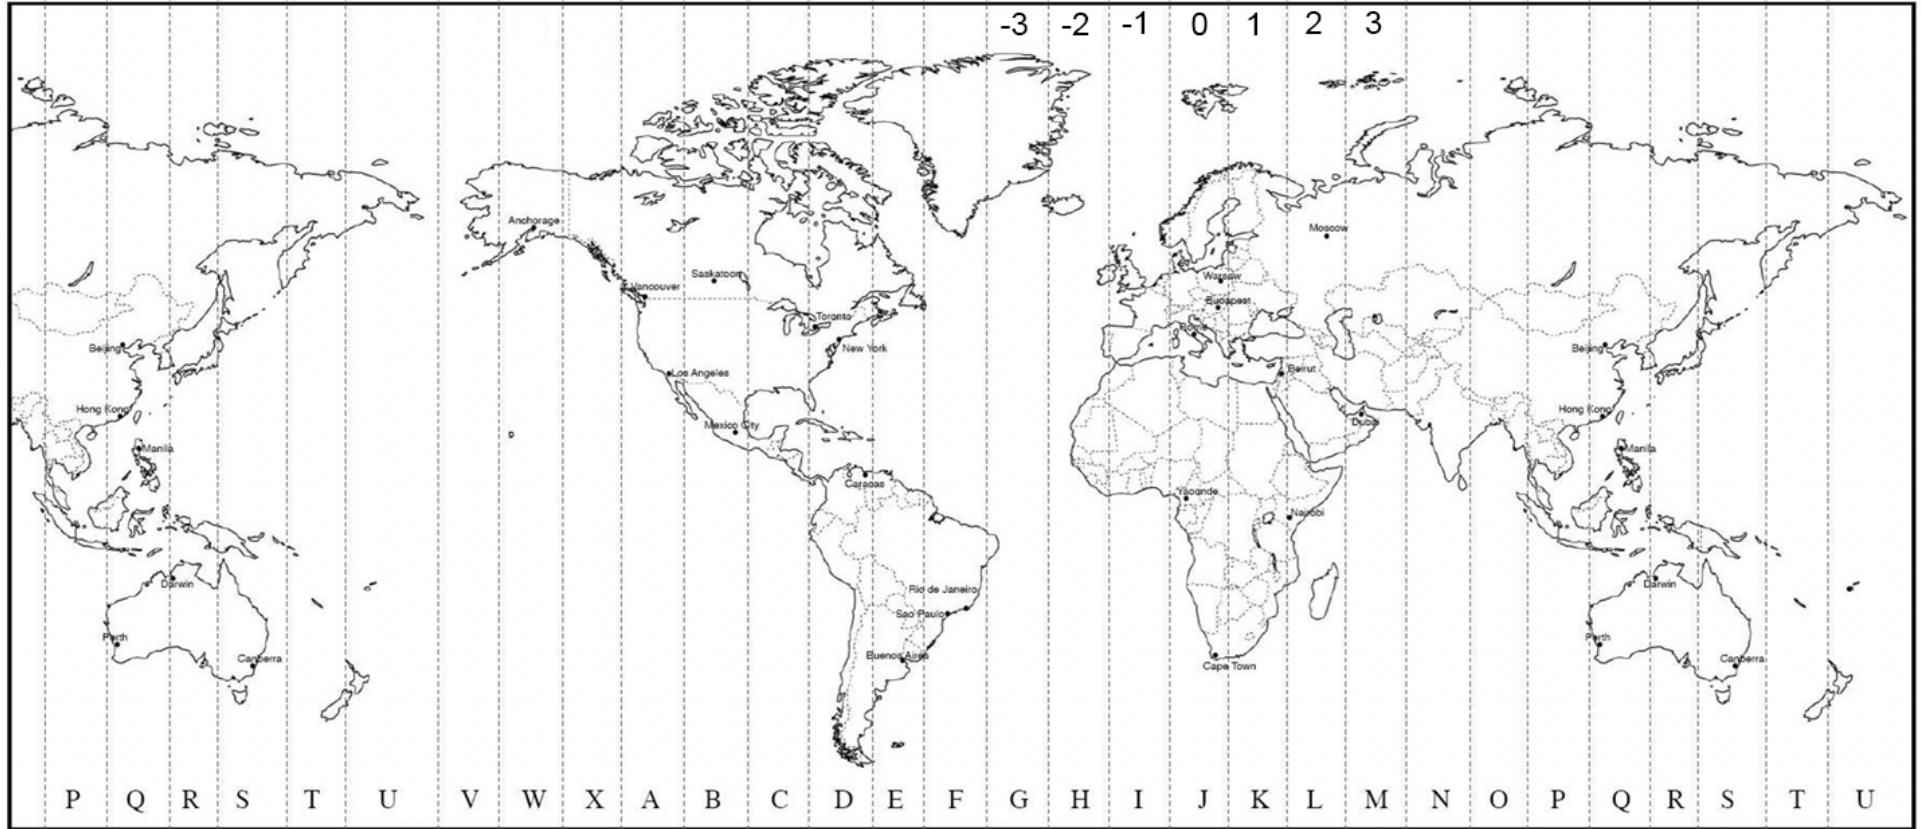 -3 -2 -1 0 1 2 3
Anchorage
Moscow
Saskatoon
Warsaw
Vancouver
Budapest
Toronto
Rome
Beijing
New York
Beijing
Los Angeles
Beirut
Hong Kong
Mexico City
Dubai
Hong Kong
Manila
Manila
Caracas
Yaounde
Nairobi
Darwin
Rio de Janeiro
Darwin
Sao Paulo
Perth
Perth
Canberra
Buenos Aires
Cape Town
Canberra
P Q R S T U V W X A B C D E F G H I J K L M N O P Q R S T U